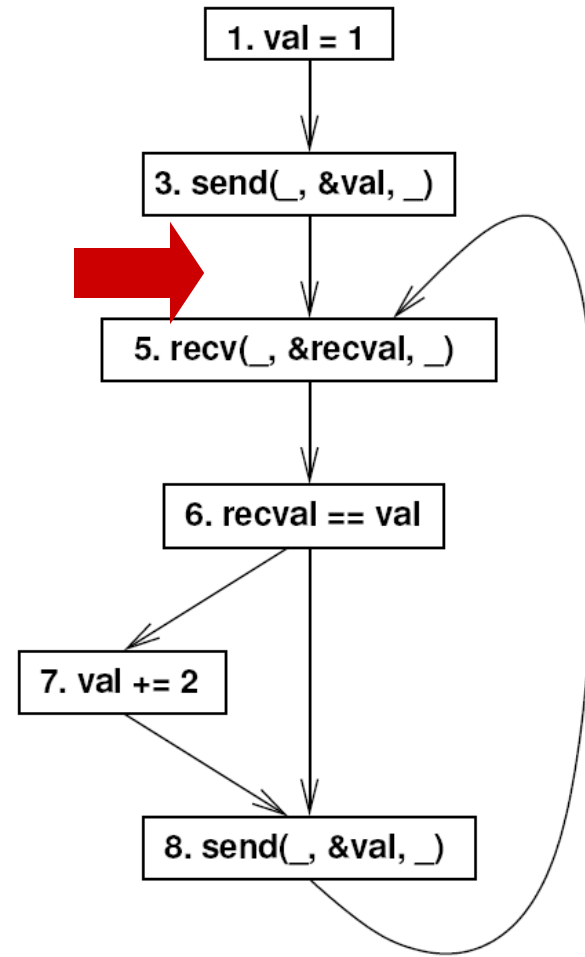 1. val = 1
3. send(_, &val, _)
5. recv(_, &recval, _)
6. recval == val
7. val += 2
8. send(_, &val, _)